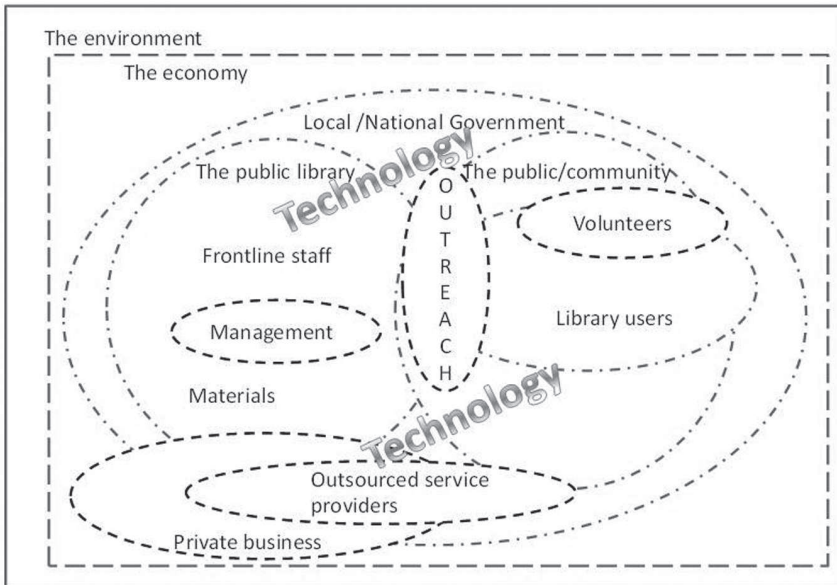 The environment
The economy
Local /National Government
The public library
Technology
The public/community
OUTREACH
Volunteers
Frontline staff
Library users
Management
Materials
Technology
Outsourced service
providers
Private business